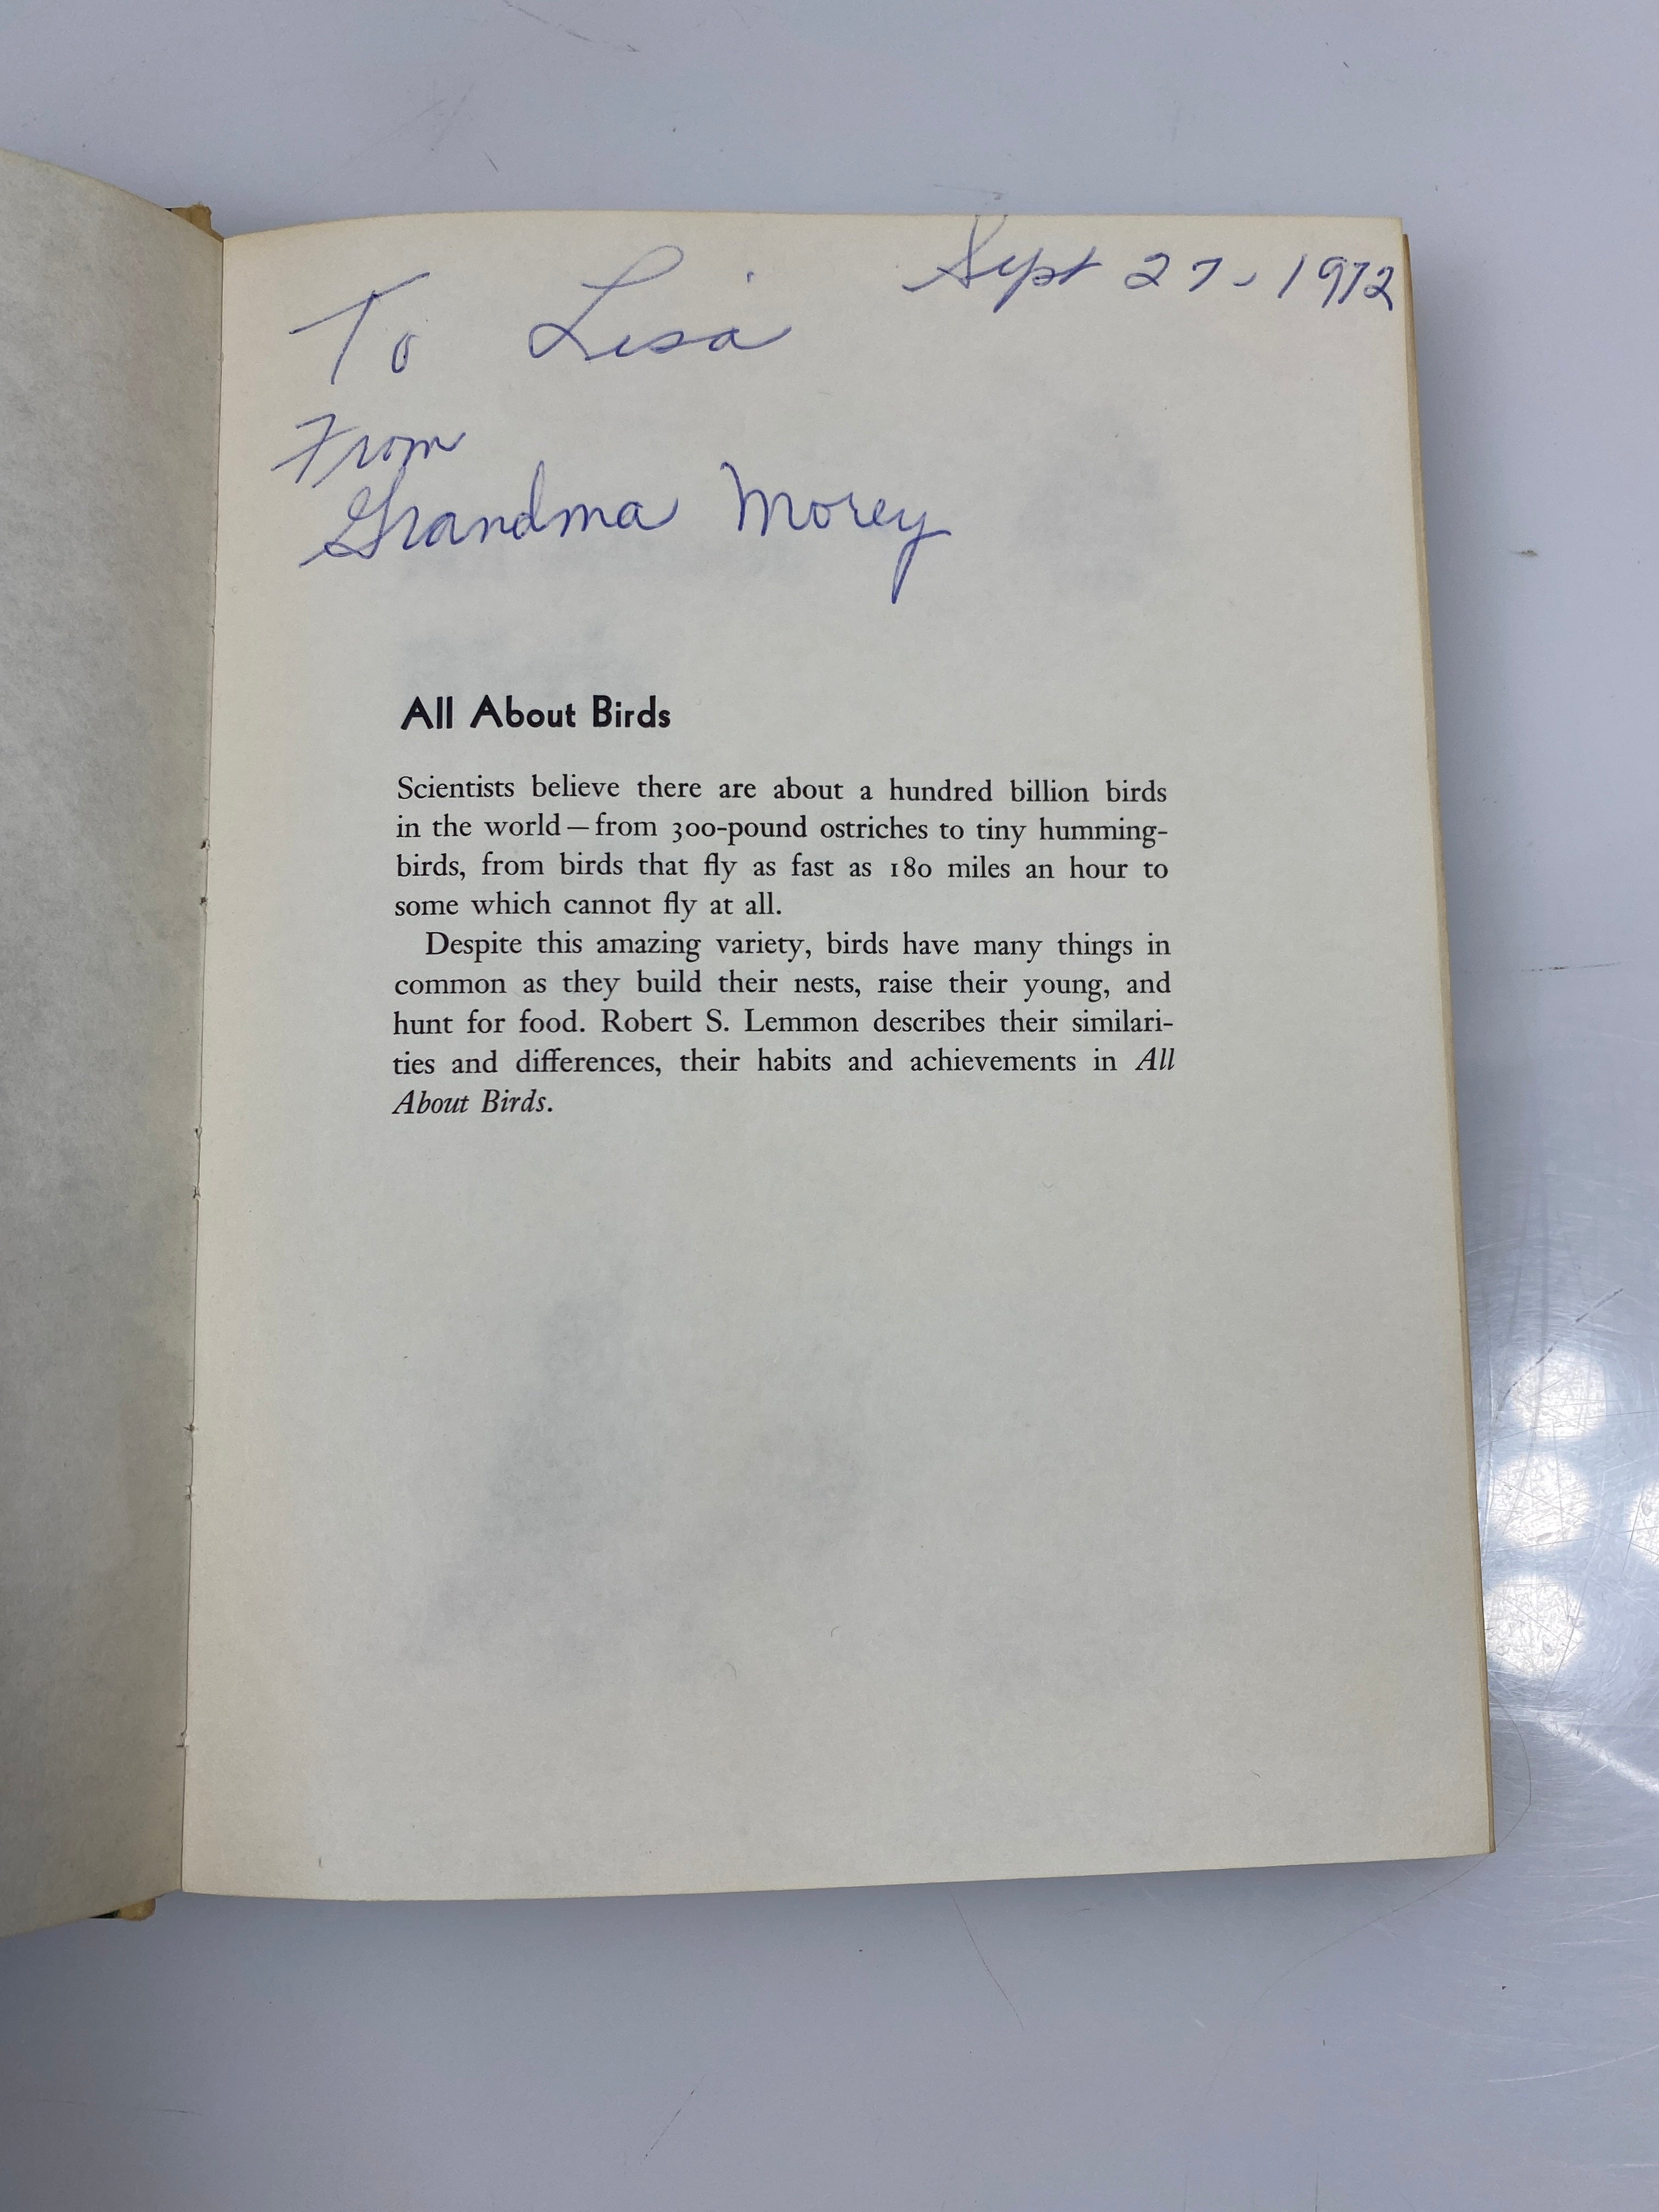 Sept 27, 1972
To Lisa
From
Grandma Morey
All About Birds
Scientists believe there are about a hundred billion birds
in the world—from 300-pound ostriches to tiny humming-
birds, from birds that fly as fast as 180 miles an hour to
some which cannot fly at all.
Despite this amazing variety, birds have many things in
common as they build their nests, raise their young, and
hunt for food. Robert S. Lemmon describes their similari-
ties and differences, their habits and achievements in All
About Birds.